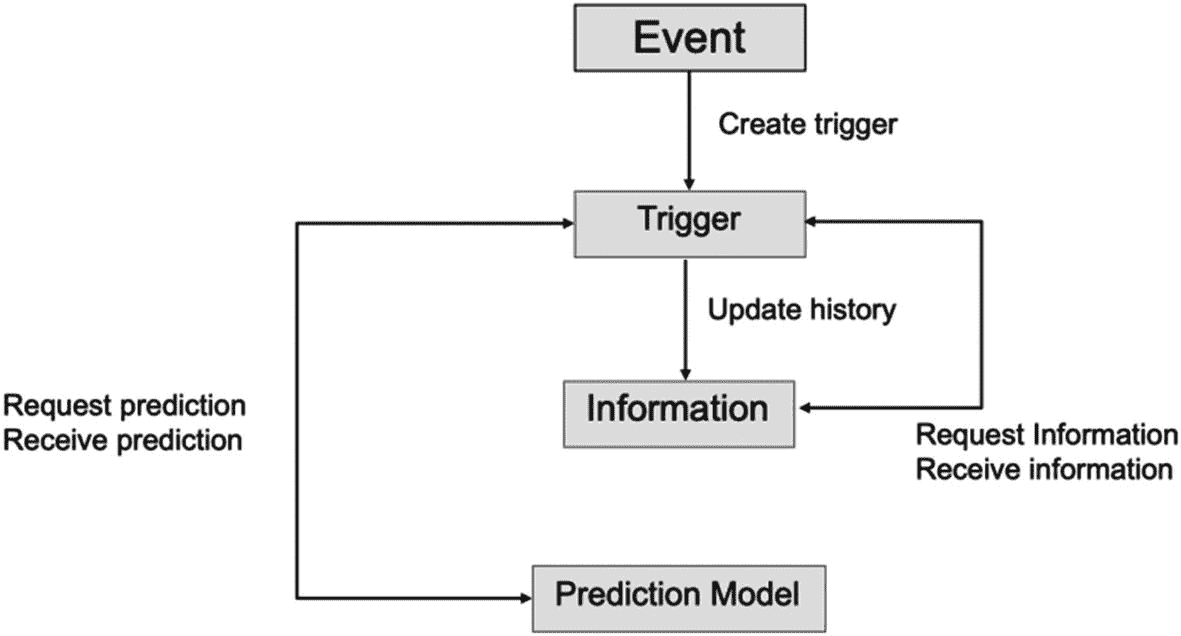 Event
Create trigger
Trigger
Update history
Information
Request prediction
Receive prediction
Request Information
Receive information
Prediction Model